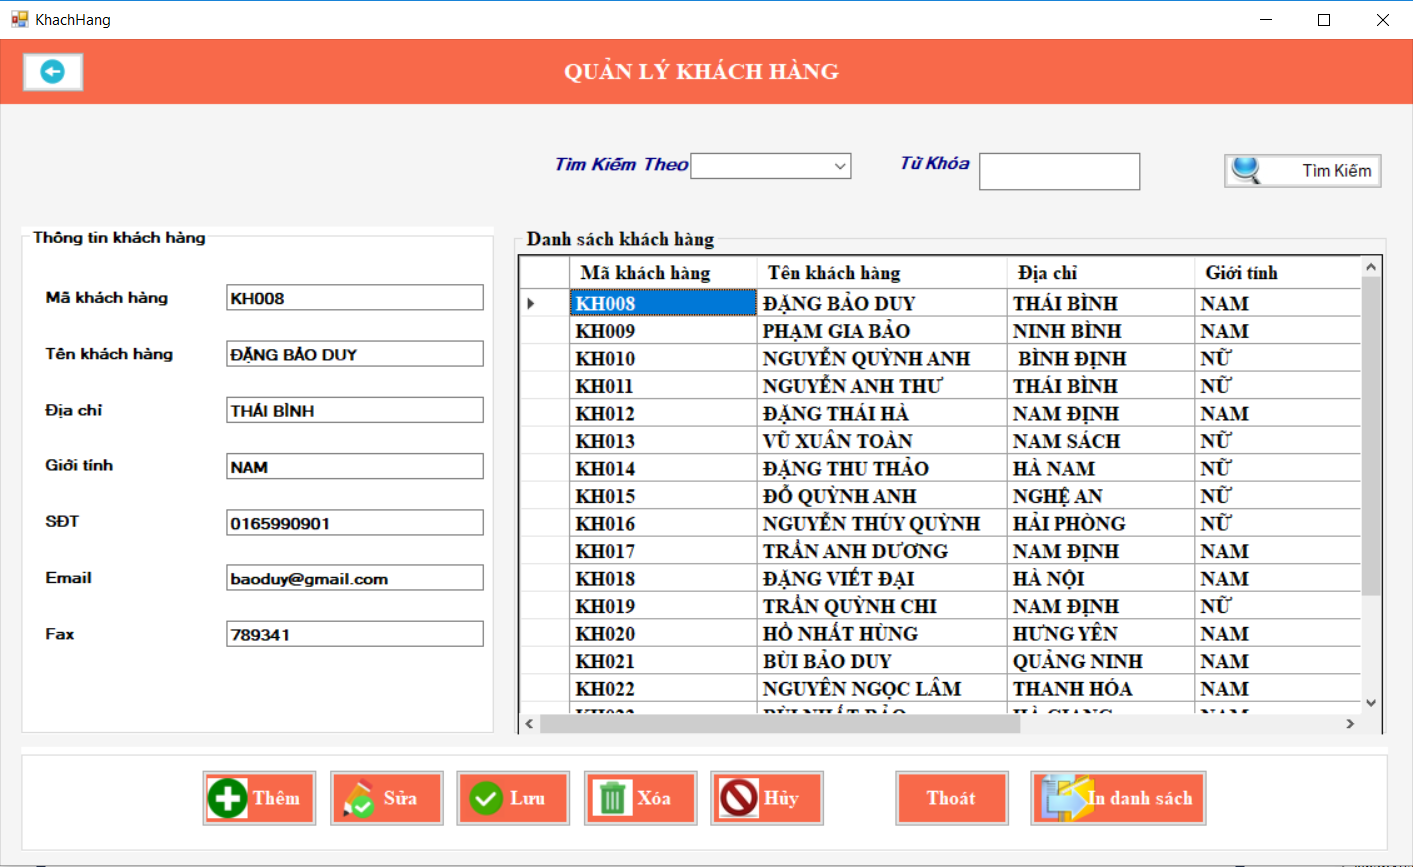 KhachHang
QUẢN LÝ KHÁCH HÀNG
Tìm Kiếm Theo
Từ Khóa
Tìm Kiếm
Thông tin khách hàng
Mã khách hàng KH008
Tên khách hàng ĐẶNG BẢO DUY
Địa chỉ THÁI BÌNH
Giới tính NAM
SĐT 0165990901
Email baoduy@gmail.com
Fax 789341
Danh sách khách hàng
Mã khách hàng Tên khách hàng Địa chỉ Giới tính
KH008 ĐẶNG BẢO DUY THÁI BÌNH NAM
KH009 PHẠM GIA BẢO NINH BÌNH NAM
KH010 NGUYỄN QUỲNH ANH BÌNH ĐỊNH NỮ
KH011 NGUYỄN ANH THƯ THÁI BÌNH NỮ
KH012 ĐẶNG THÁI HÀ NAM ĐỊNH NAM
KH013 VŨ XUÂN TOÀN NAM SÁCH NỮ
KH014 ĐẶNG THU THẢO HÀ NAM NỮ
KH015 ĐỖ QUỲNH ANH NGHỆ AN NỮ
KH016 NGUYỄN THÚY QUỲNH HẢI PHÒNG NỮ
KH017 TRẦN ANH DƯƠNG NAM ĐỊNH NAM
KH018 ĐẶNG VIẾT ĐẠI HÀ NỘI NAM
KH019 TRẦN QUỲNH CHI NAM ĐỊNH NỮ
KH020 HỒ NHẤT HÙNG HƯNG YÊN NAM
KH021 BÙI BẢO DUY QUẢNG NINH NAM
KH022 NGUYÊN NGỌC LÂM THANH HÓA NAM
Thêm
Sửa
Lưu
Xóa
Hủy
Thoát
In danh sách